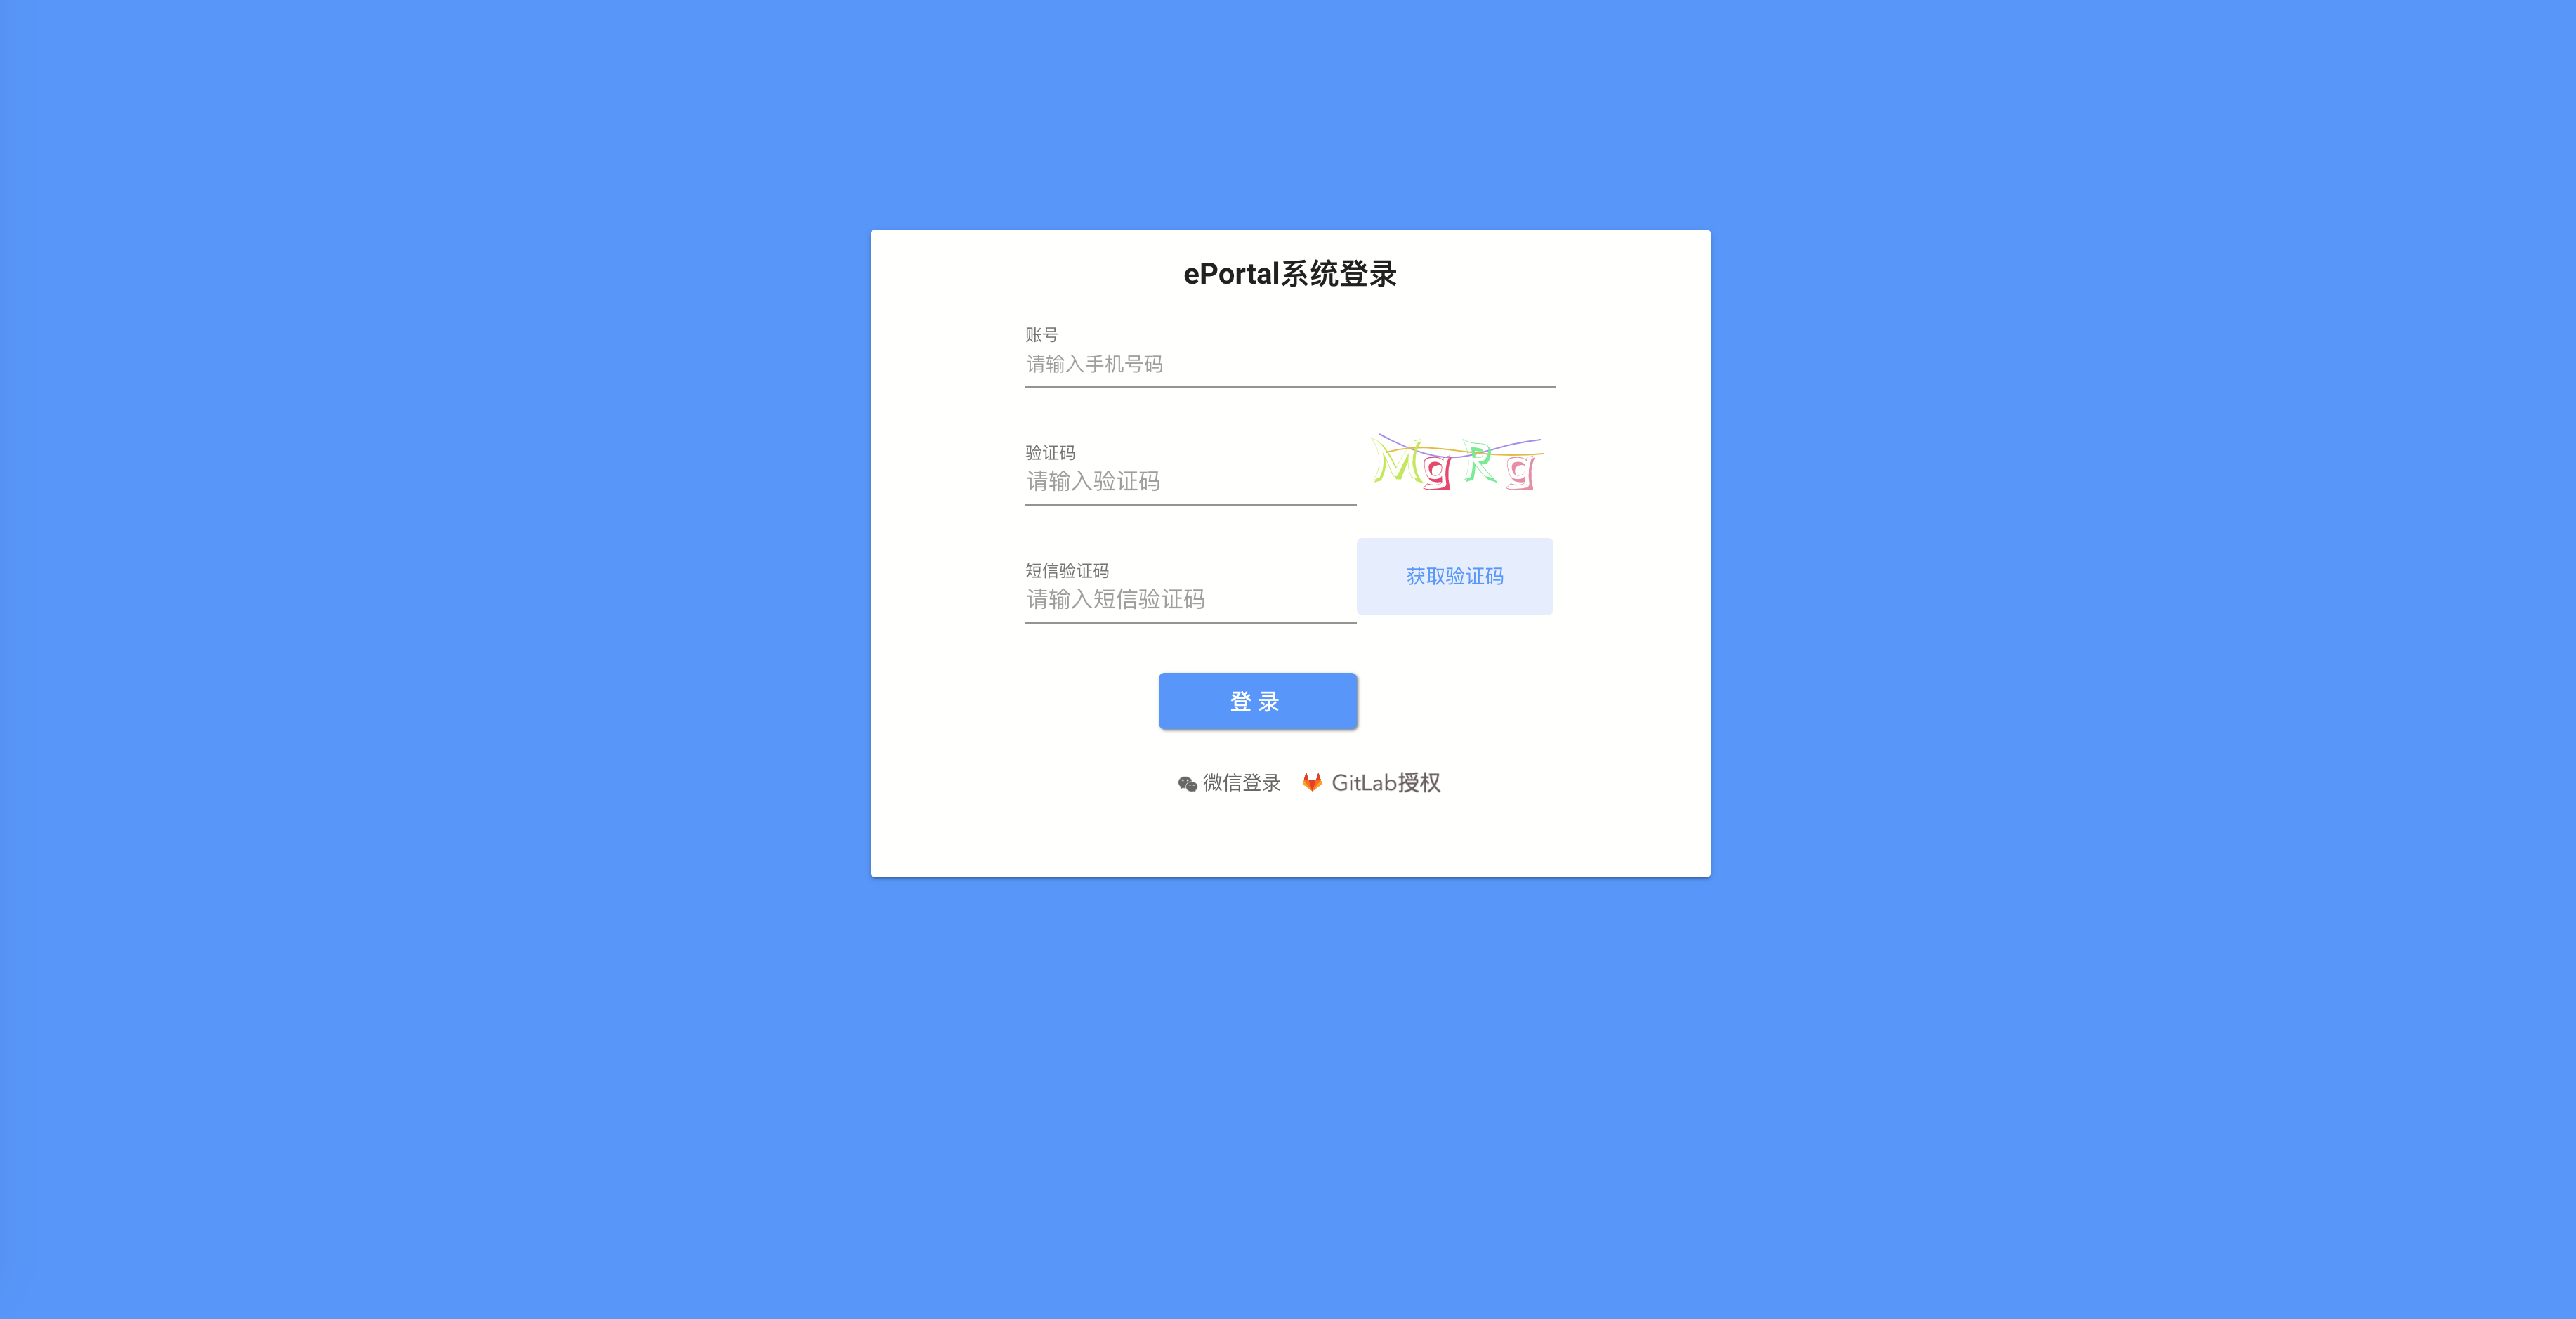 ePortal系统登录
账号
请输入手机号码
验证码
请输入验证码
MgRg
短信验证码
请输入短信验证码
获取验证码
登 录
微信登录 GitLab授权